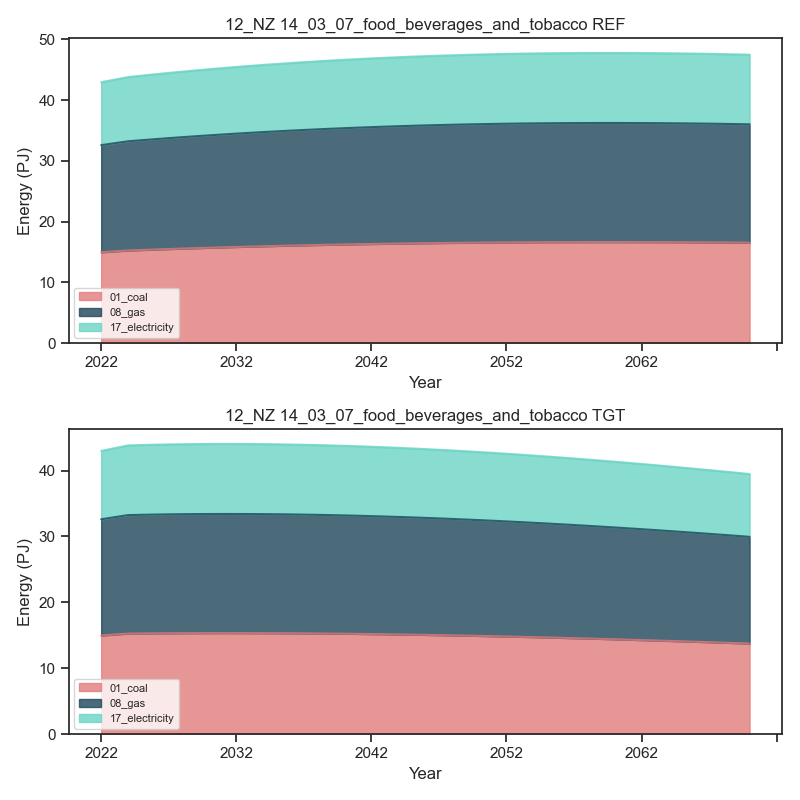 12_NZ 14_03_07_food_beverages_and_tobacco REF
50
40
30
20
10
0
Energy (PJ)
01_coal
08_gas
17_electricity
2022 2032 2042 2052 2062
Year
12_NZ 14_03_07_food_beverages_and_tobacco TGT
40
30
20
10
0
Energy (PJ)
01_coal
08_gas
17_electricity
2022 2032 2042 2052 2062
Year